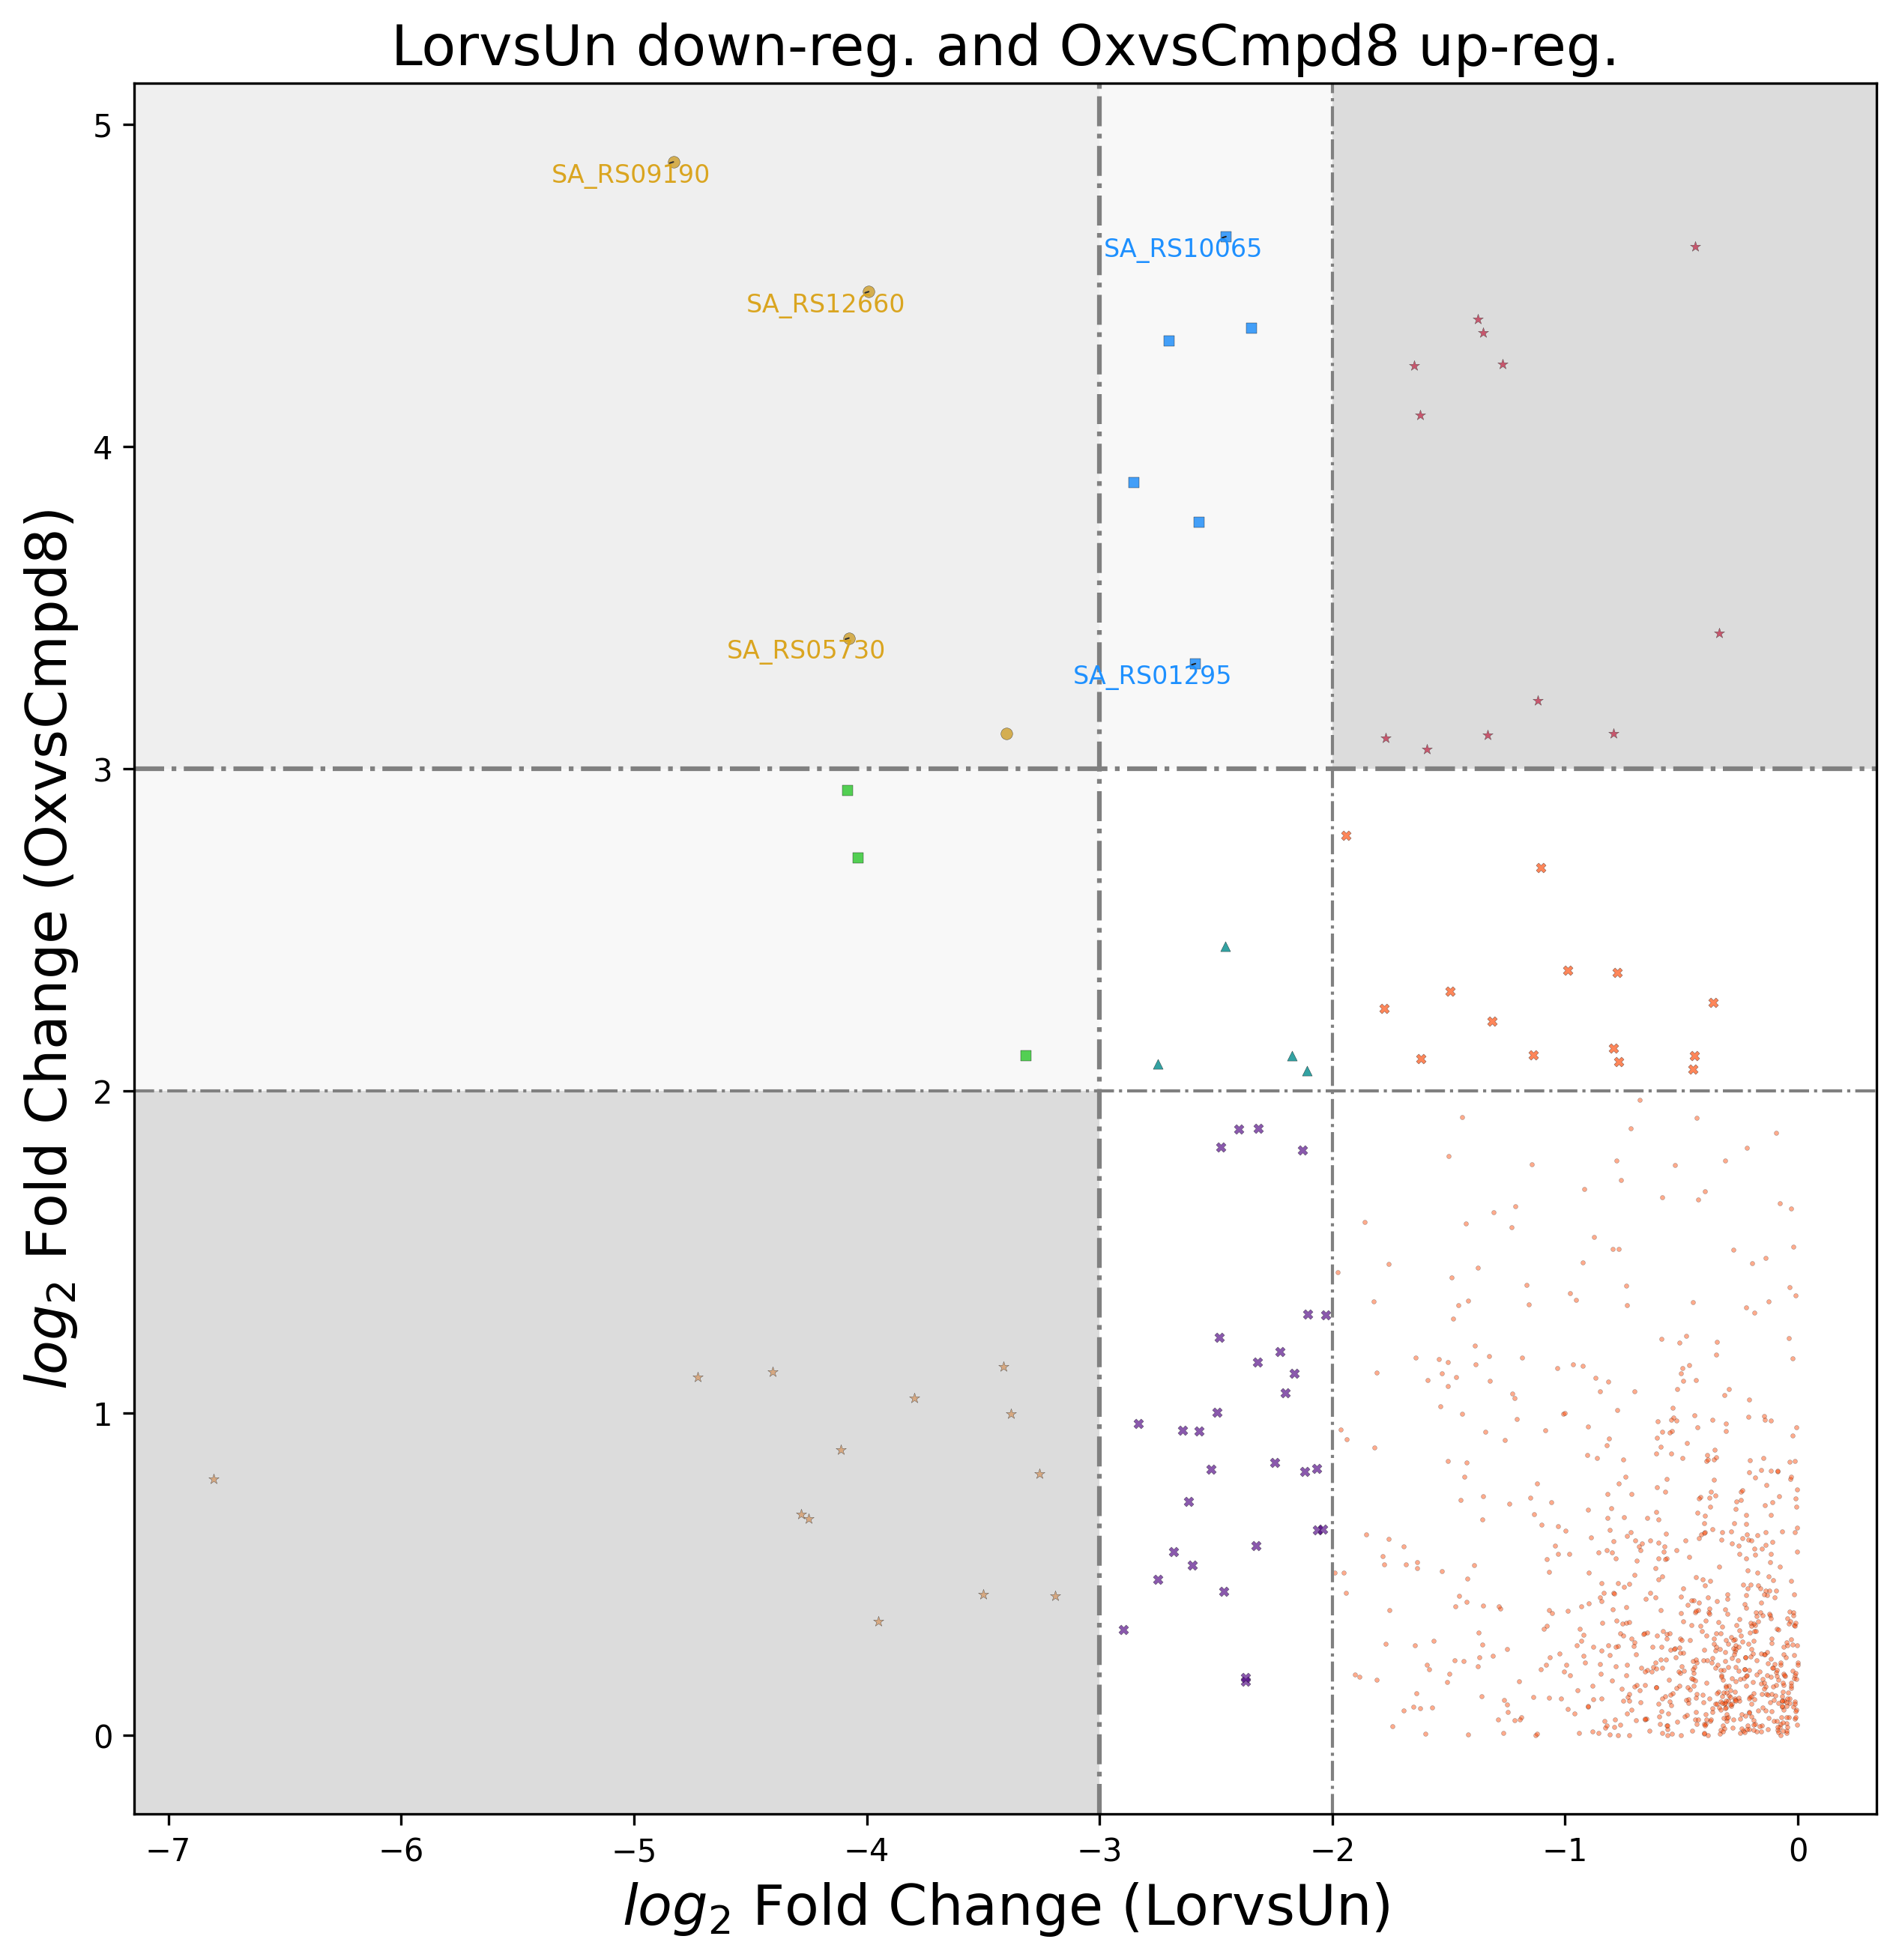 LorvsUn down-reg. and OxvsCmpd8 up-reg.
5
SA_RS09190
SA_RS10065
SA_RS12660
4
log2 Fold Change (OxvsCmpd8)
SA_RS05730
SA_RS01295
3
2
1
0
−7 −6 −5 −4 −3 −2 −1 0
log2 Fold Change (LorvsUn)